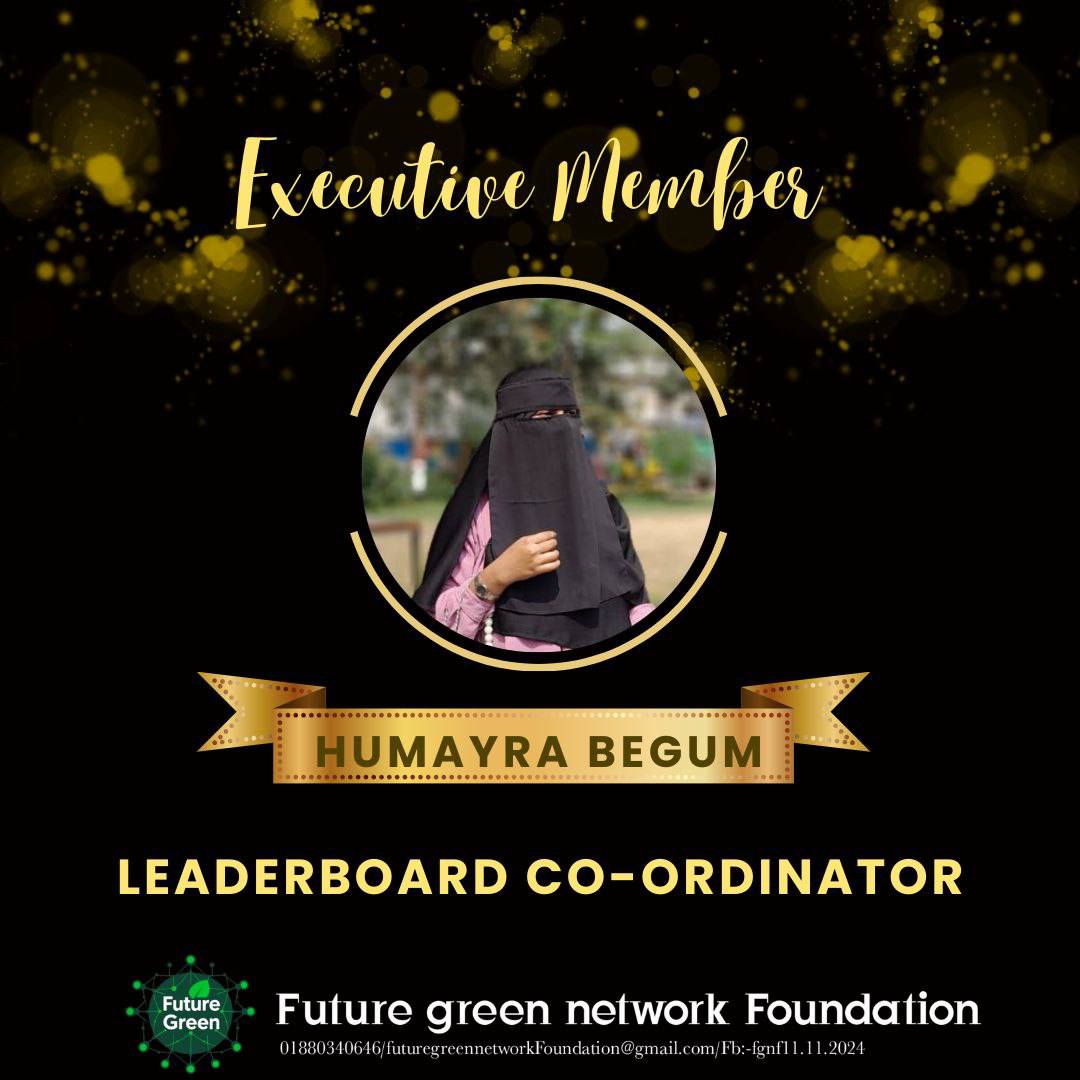 Executive Member
HUMAYRA BEGUM
LEADERBOARD CO-ORDINATOR
Future
Green
Future green network Foundation
01880340646/futuregreennetworkFoundation@gmail.com/Fb:-fgnf11.11.2024